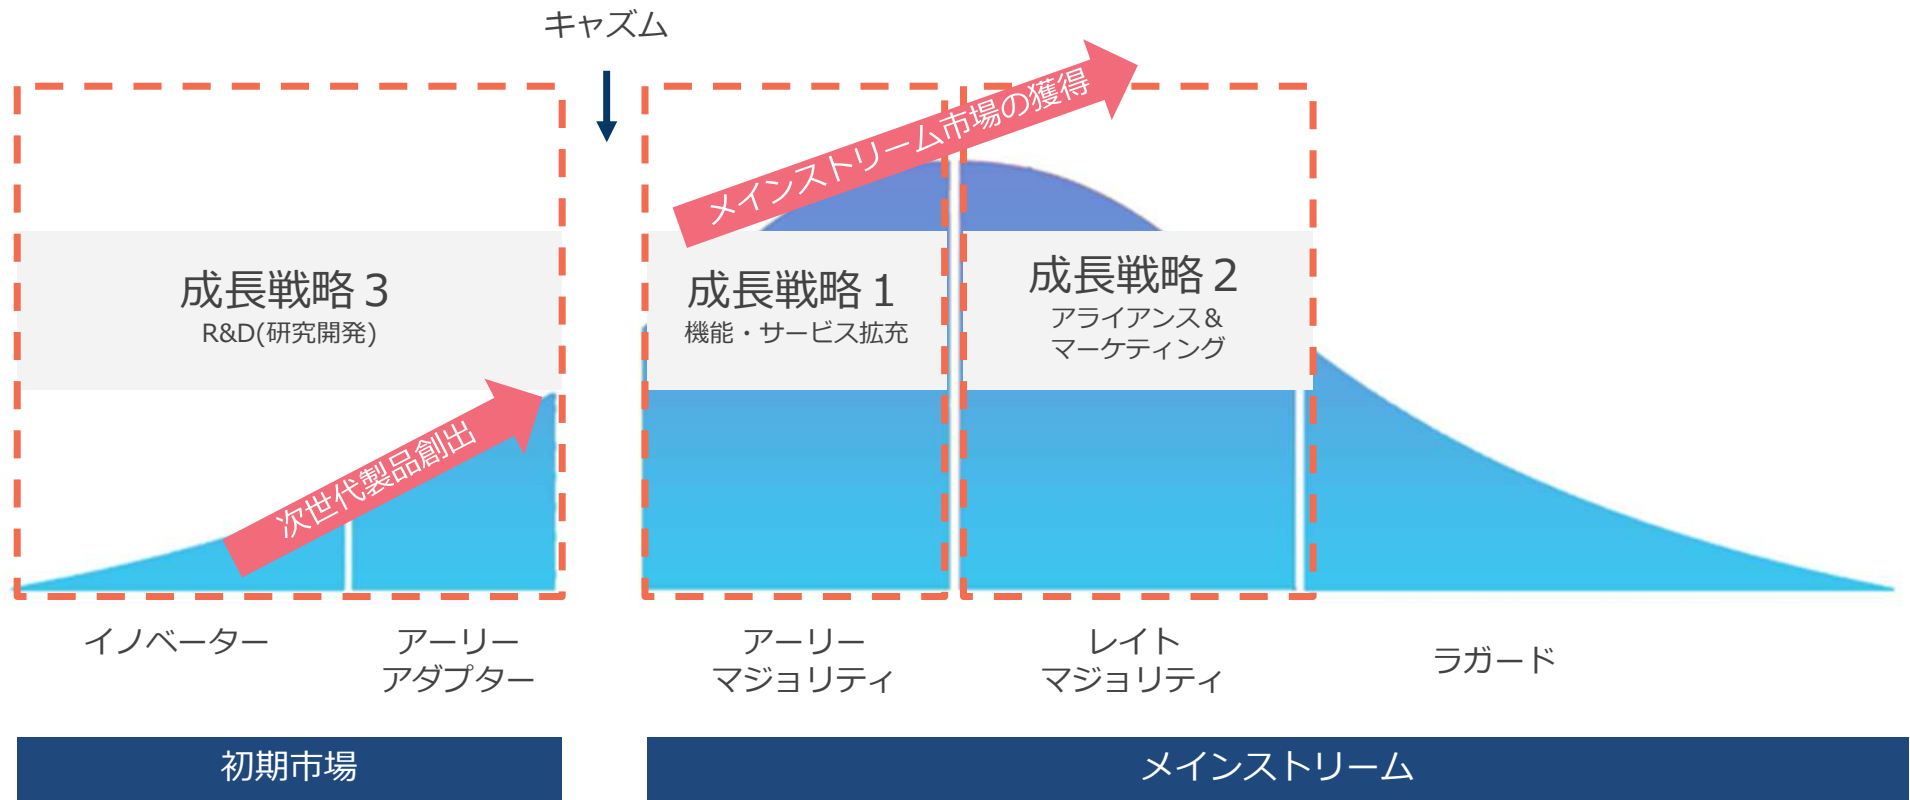 キャズム
メインストリーム市場の獲得
成長戦略３
R&D(研究開発)
成長戦略１
機能・サービス拡充
成長戦略２
アライアンス＆
マーケティング
次世代製品創出
イノベーター
アーリー
アダプター
アーリー
マジョリティ
レイト
マジョリティ
ラガード
初期市場
メインストリーム